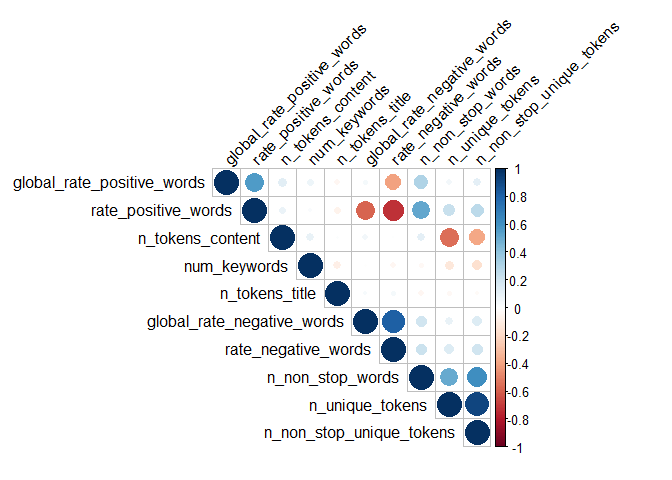 global_rate_positive_words
rate_positive_words
n_tokens_content
num_keywords
n_tokens_title
global_rate_negative_words
rate_negative_words
n_non_stop_words
n_unique_tokens
n_non_stop_unique_tokens
global_rate_positive_words
rate_positive_words
n_tokens_content
num_keywords
n_tokens_title
global_rate_negative_words
rate_negative_words
n_non_stop_words
n_unique_tokens
n_non_stop_unique_tokens
1
0.8
0.6
0.4
0.2
0
-0.2
-0.4
-0.6
-0.8
-1